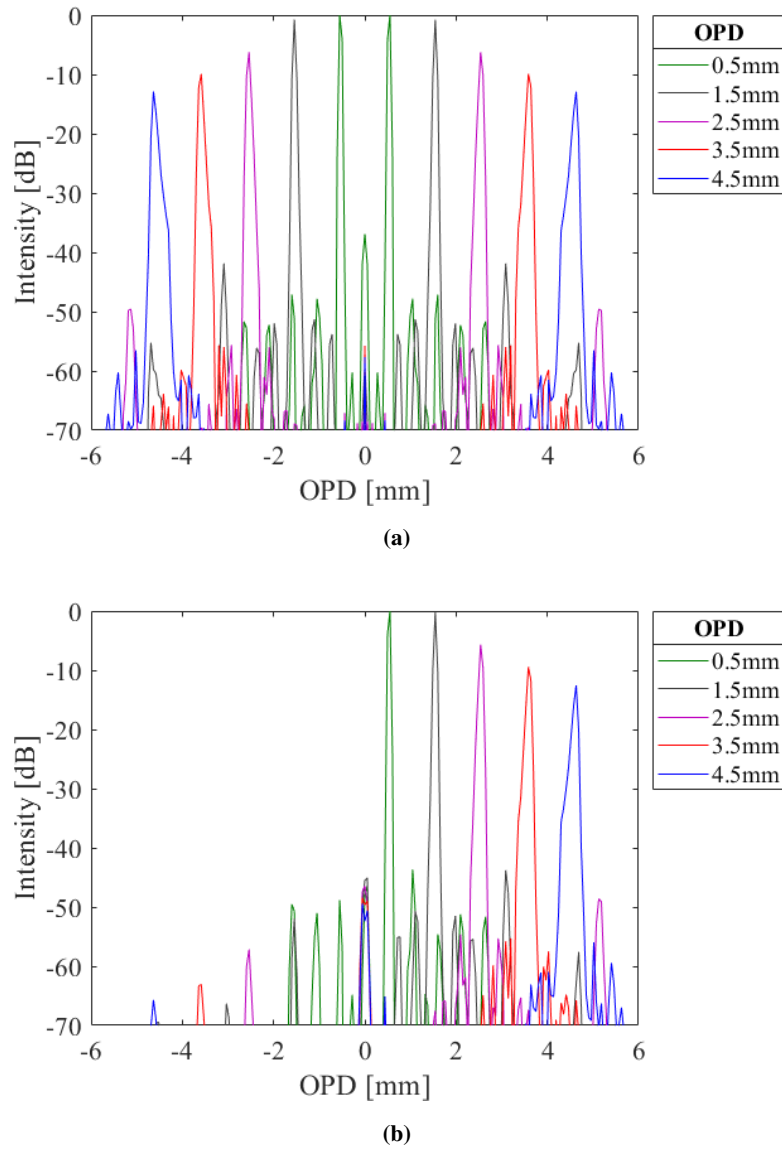 0
-10
-20
-30
-40
-50
-60
-70
Intensity [dB]
-6 -4 -2 0 2 4 6
OPD [mm]
OPD
0.5mm
1.5mm
2.5mm
3.5mm
4.5mm
(a)
0
-10
-20
-30
-40
-50
-60
-70
Intensity [dB]
-6 -4 -2 0 2 4 6
OPD [mm]
OPD
0.5mm
1.5mm
2.5mm
3.5mm
4.5mm
(b)